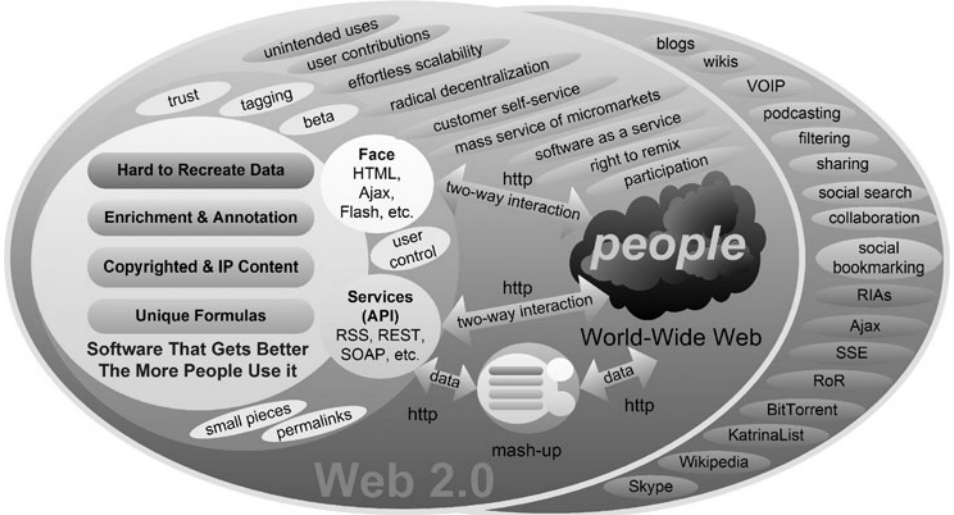 unintended uses
user contributions
effortless scalability
radical decentralization
customer self-service
mass service of micromarkets
software as a service
right to remix
participation
trust
tagging
beta
Hard to Recreate Data
Enrichment & Annotation
Copyrighted & IP Content
Unique Formulas
Software That Gets Better
The More People Use it
Face
HTML,
Ajax,
Flash, etc.
user
control
Services
(API)
RSS, REST,
SOAP, etc.
http
two-way interaction
http
two-way interaction
people
World-Wide Web
data
http
mash-up
data
http
small pieces
permalinks
Web 2.0
blogs
wikis
VOIP
podcasting
filtering
sharing
social search
collaboration
social
bookmarking
RIAs
Ajax
SSE
RoR
BitTorrent
KatrinaList
Wikipedia
Skype